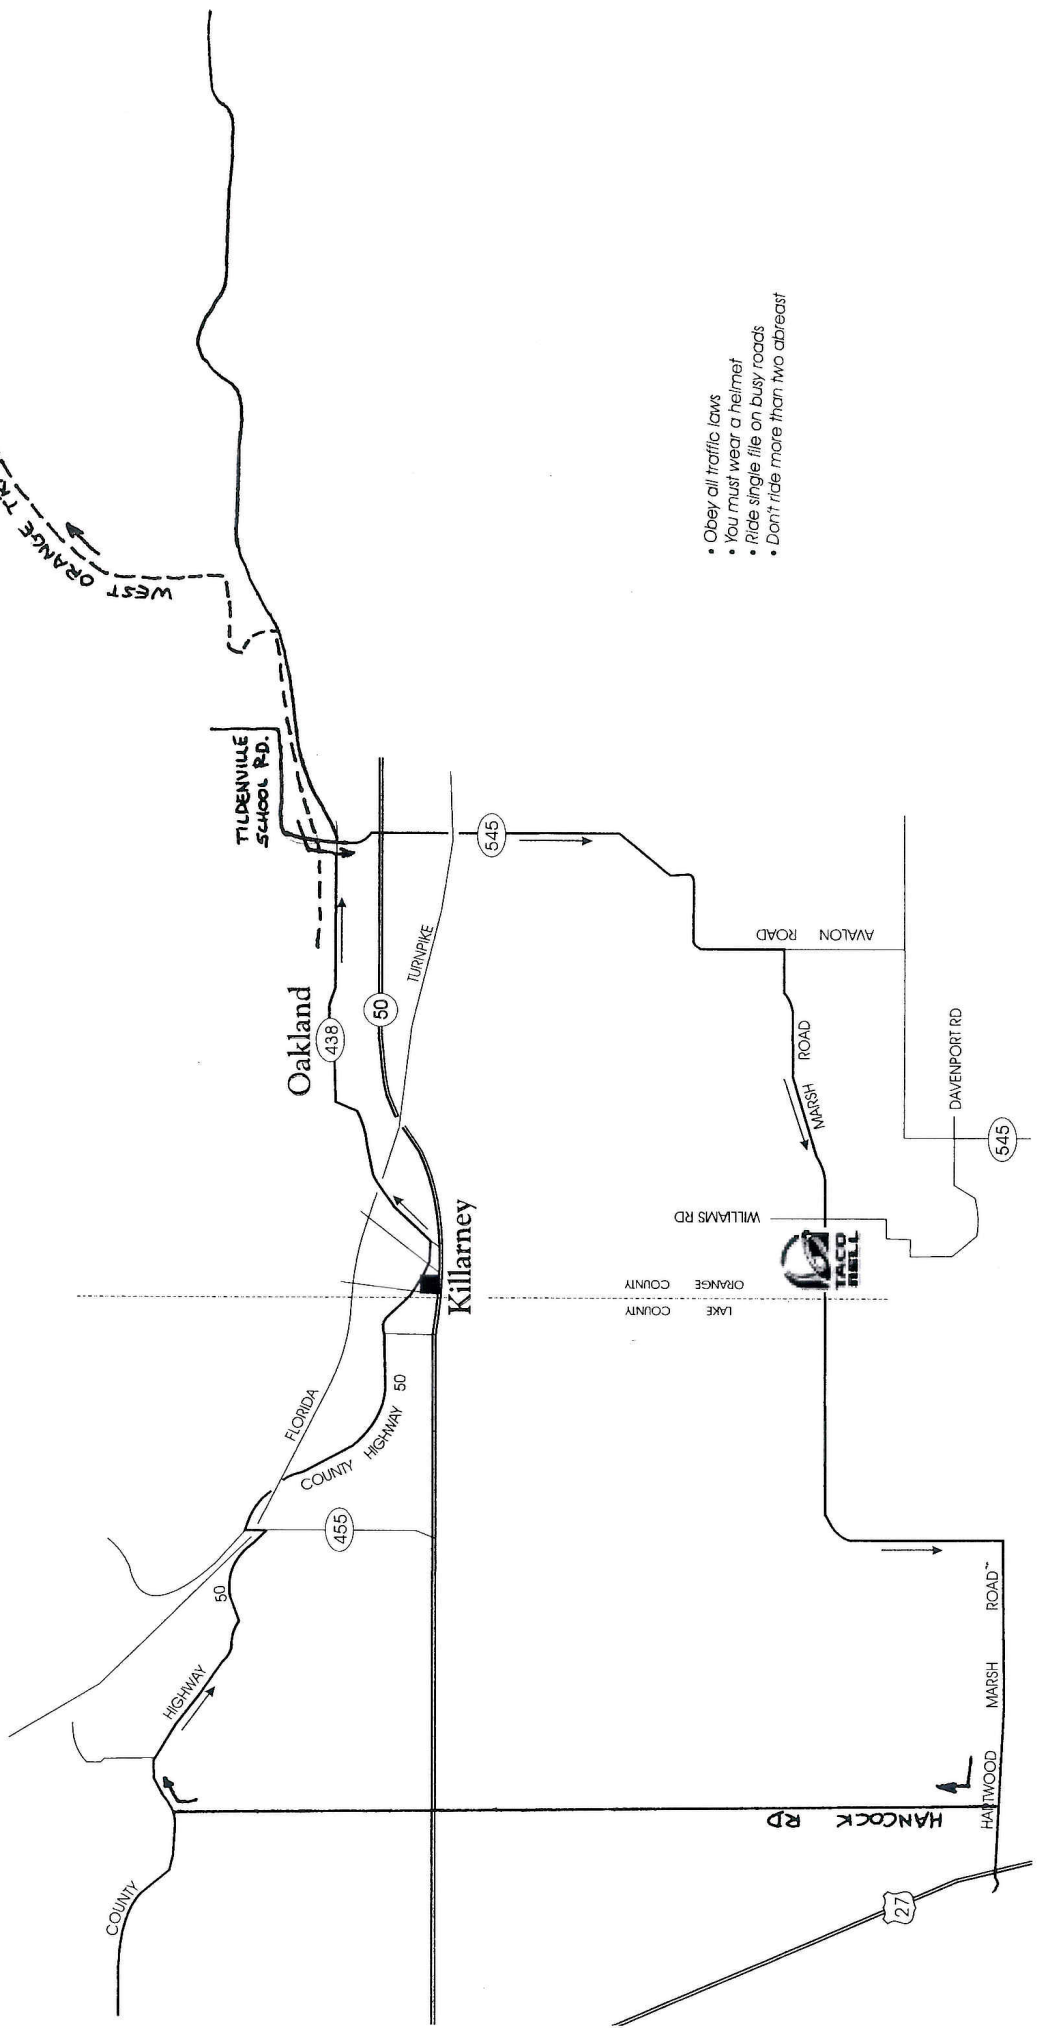 WEST ORANGE
TILDENVILLE
SCHOOL RD.
• Obey all traffic laws
• You must wear a helmet
• Ride single file on busy roads
• Don't ride more than two abreast
Oakland
438
50
545
TURNPIKE
AVALON ROAD
MARSH ROAD
DAVENPORT RD
545
WILLIAMS RD
TACO
BELL
Killarney
ORANGE COUNTY
LAKE COUNTY
FLORIDA
COUNTY HIGHWAY 50
455
COUNTY HIGHWAY 50
HARTWOOD MARSH ROAD
HANCOCK RD
27